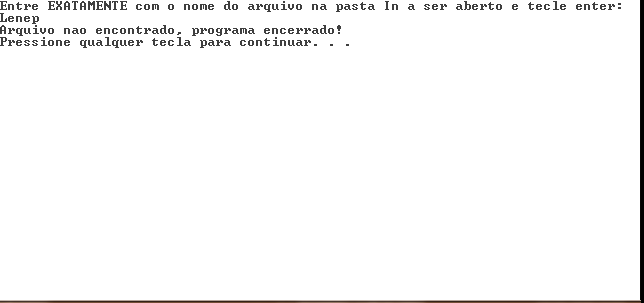 Entre EXATAMENTE com o nome do arquivo na pasta In a ser aberto e tecle enter:
Lenep
Arquivo nao encontrado, programa encerrado!
Pressione qualquer tecla para continuar. . .